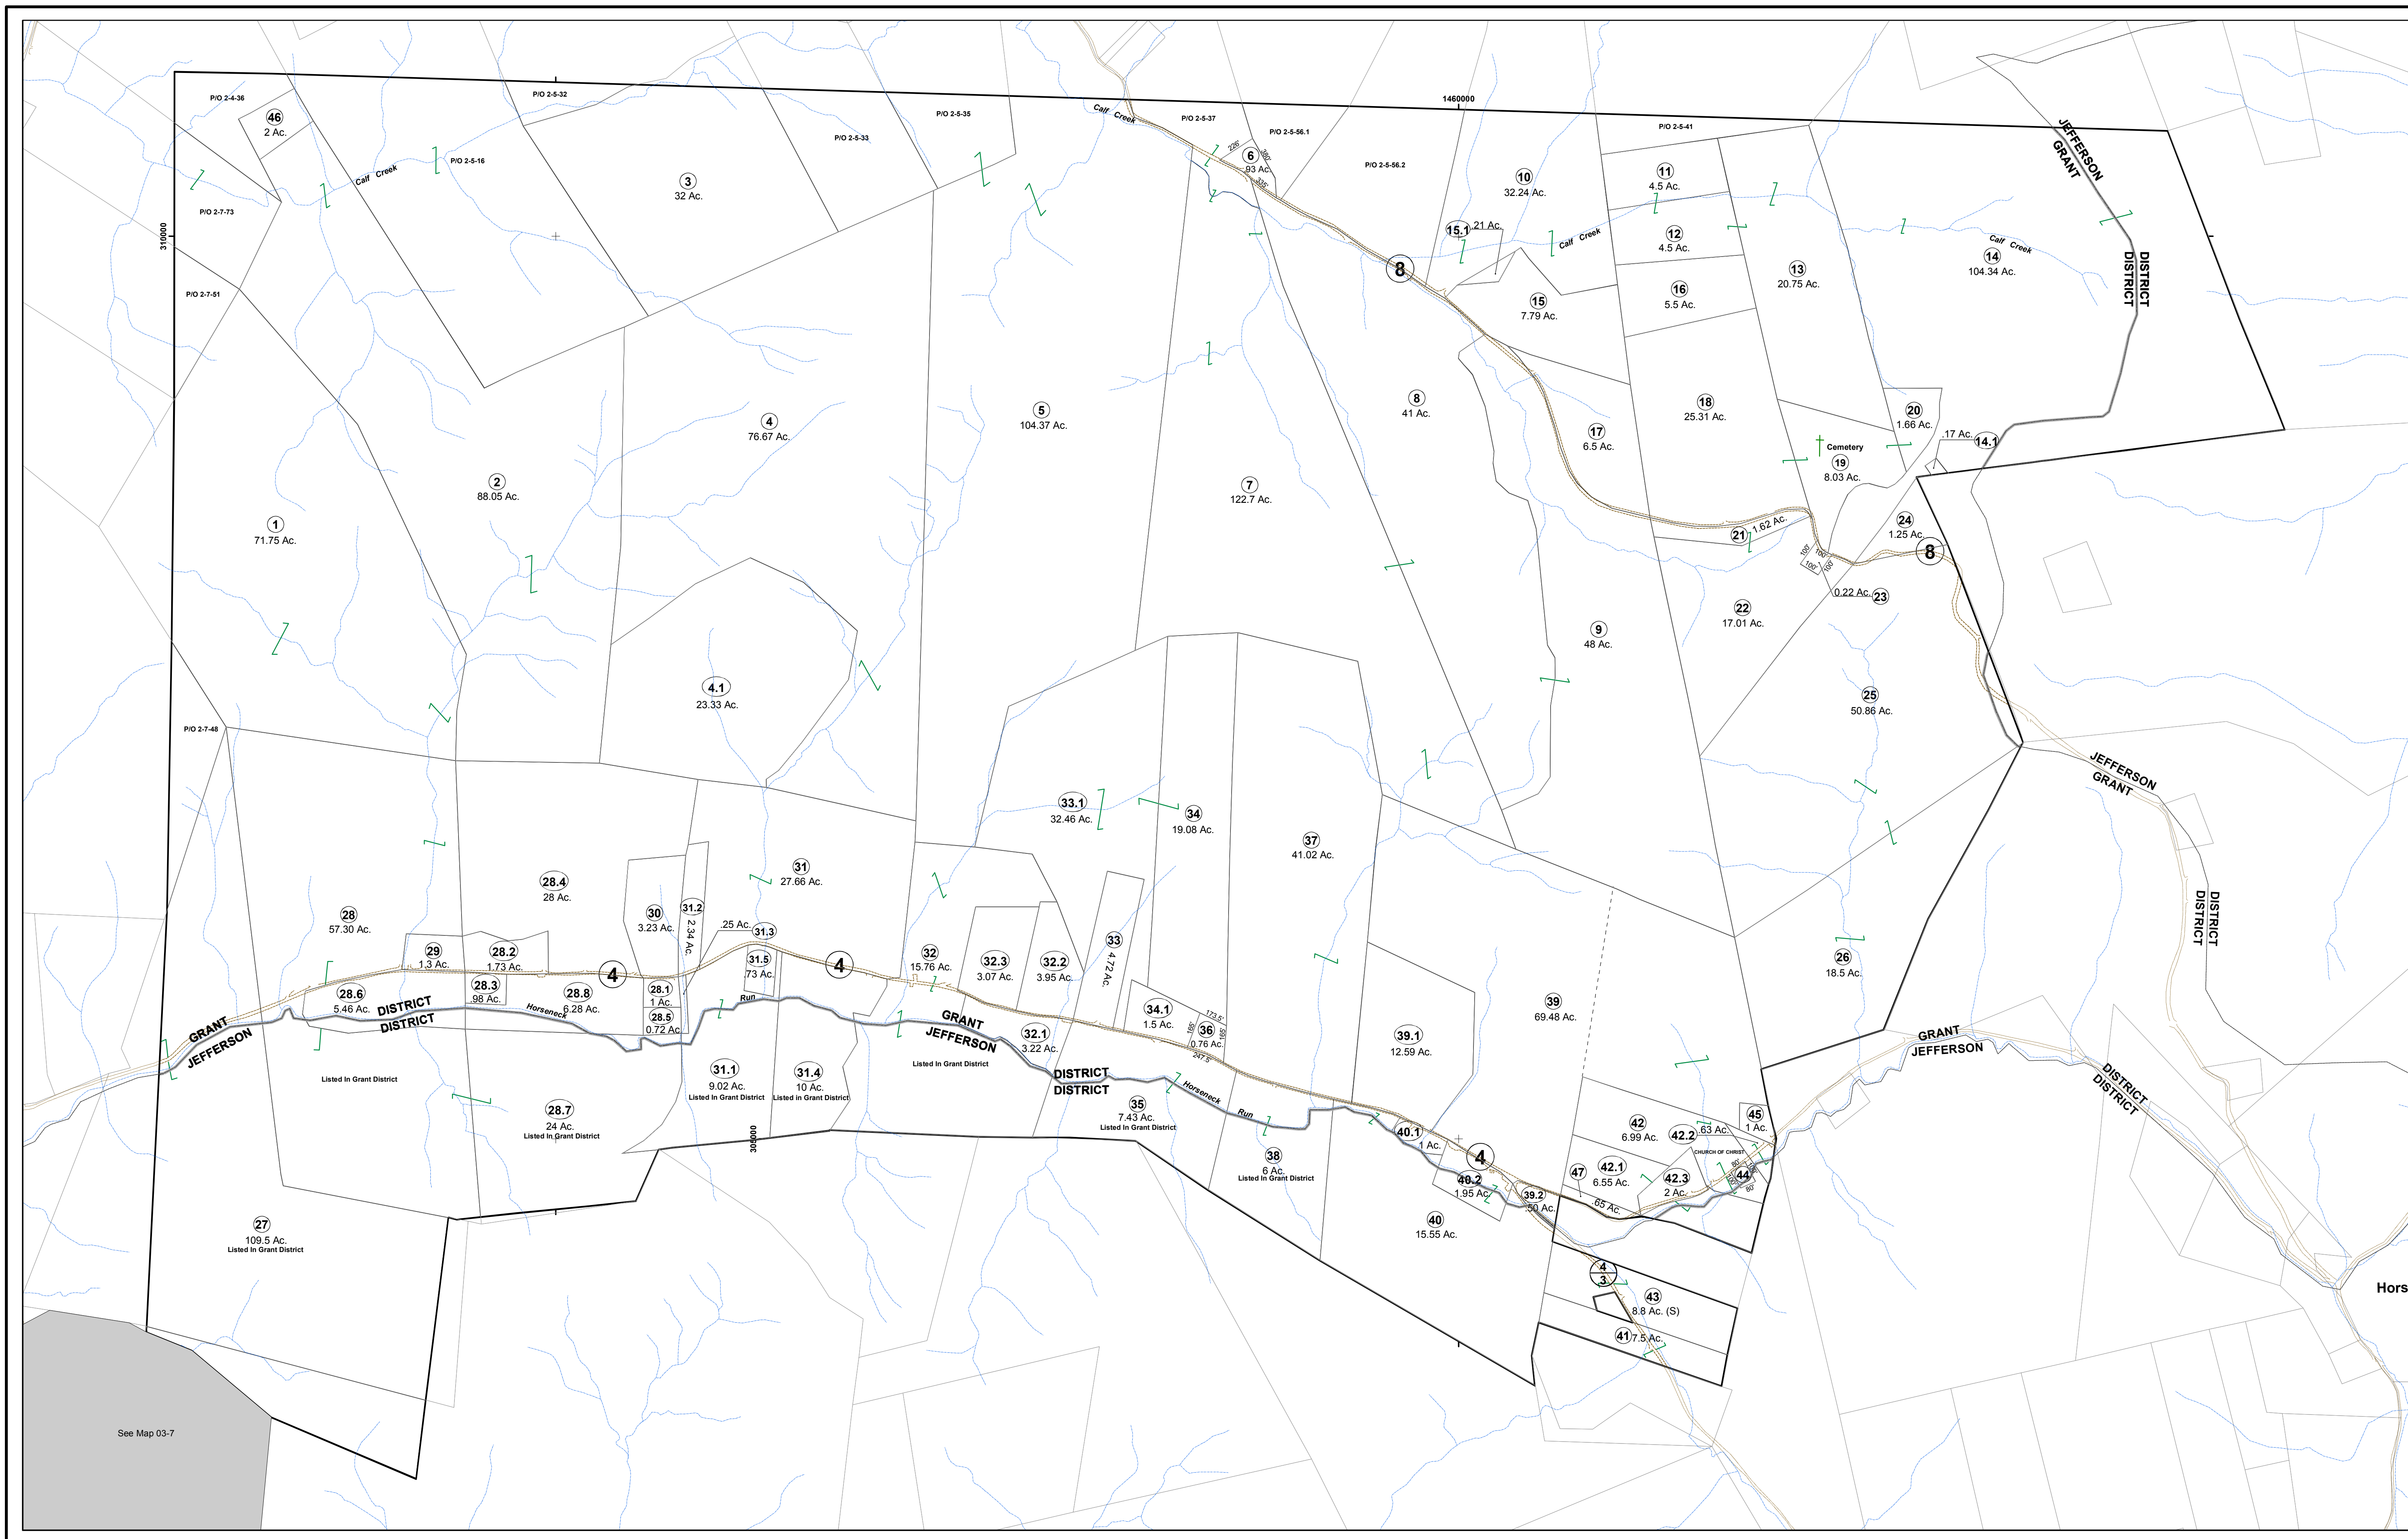 P/O 2-4-36
46
2 Ac.
P/O 2-5-32
P/O 2-5-16
Calf Creek
P/O 2-5-33
P/O 2-5-35
Calf Creek
P/O 2-5-37
P/O 2-5-56.1
1460000
P/O 2-5-56.2
P/O 2-5-41
JEFFERSON
GRANT
DISTRICT
DISTRICT
P/O 2-7-73
310000
P/O 2-7-51
3
32 Ac.
226'
380'
6
.93 Ac.
335'
10
32.24 Ac.
11
4.5 Ac.
15.1
.21 Ac.
Calf Creek
12
4.5 Ac.
Calf Creek
14
104.34 Ac.
8
13
20.75 Ac.
15
7.79 Ac.
16
5.5 Ac.
8
41 Ac.
18
25.31 Ac.
20
1.66 Ac.
5
104.37 Ac.
4
76.67 Ac.
17
6.5 Ac.
Cemetery
.17 Ac.
14.1
19
8.03 Ac.
2
88.05 Ac.
7
122.7 Ac.
1
71.75 Ac.
21
1.62 Ac.
24
1.25 Ac.
8
100'
100'
100'
100'
0.22 Ac.
23
22
17.01 Ac.
9
48 Ac.
4.1
23.33 Ac.
25
50.86 Ac.
P/O 2-7-48
JEFFERSON
GRANT
DISTRICT
DISTRICT
33.1
32.46 Ac.
34
19.08 Ac.
37
41.02 Ac.
31
27.66 Ac.
28.4
28 Ac.
28
57.30 Ac.
30
3.23 Ac.
31.2
2.34 Ac.
.25 Ac.
31.3
29
1.3 Ac.
28.2
1.73 Ac.
4
31.5
.73 Ac.
4
32
15.76 Ac.
32.3
3.07 Ac.
32.2
3.95 Ac.
33
4.72 Ac.
26
18.5 Ac.
28.6
5.46 Ac.
28.3
.98 Ac.
28.8
6.28 Ac.
28.1
1 Ac.
28.5
0.72 Ac.
Horseneck
Run
DISTRICT
DISTRICT
GRANT
JEFFERSON
GRANT
JEFFERSON
32.1
3.22 Ac.
34.1
1.5 Ac.
173.5'
185'
36
0.76 Ac.
165'
247.5'
39
69.48 Ac.
39.1
12.59 Ac.
GRANT
JEFFERSON
DISTRICT
DISTRICT
Listed In Grant District
Listed In Grant District
DISTRICT
DISTRICT
Horseneck
Run
31.1
9.02 Ac.
Listed In Grant District
31.4
10 Ac.
Listed in Grant District
28.7
24 Ac.
Listed In Grant District
305000
35
7.43 Ac.
Listed In Grant District
38
6 Ac.
Listed In Grant District
40.1
.1 Ac.
4
40.2
1.95 Ac.
40
15.55 Ac.
39.2
.50 Ac.
45
1 Ac.
42
6.99 Ac.
42.2
.63 Ac.
CHURCH OF CHRIST
47
.65 Ac.
42.1
6.55 Ac.
42.3
2 Ac.
80'
44
80'
27
109.5 Ac.
Listed In Grant District
4
3
43
8.8 Ac. (S)
41
7.5 Ac.
Hors
See Map 03-7